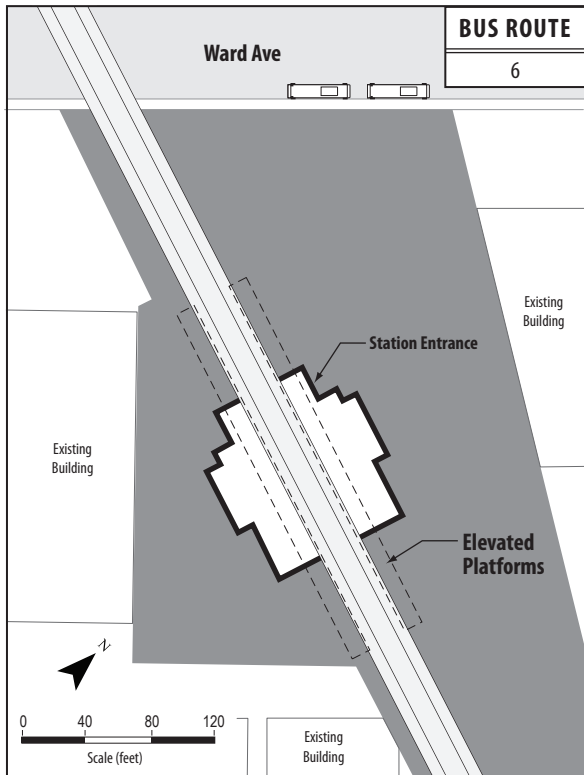 BUS ROUTE
6
Ward Ave
Existing
Building
Station Entrance
Existing
Building
Elevated
Platforms
N
0 40 80 120
Scale (feet)
Existing
Building